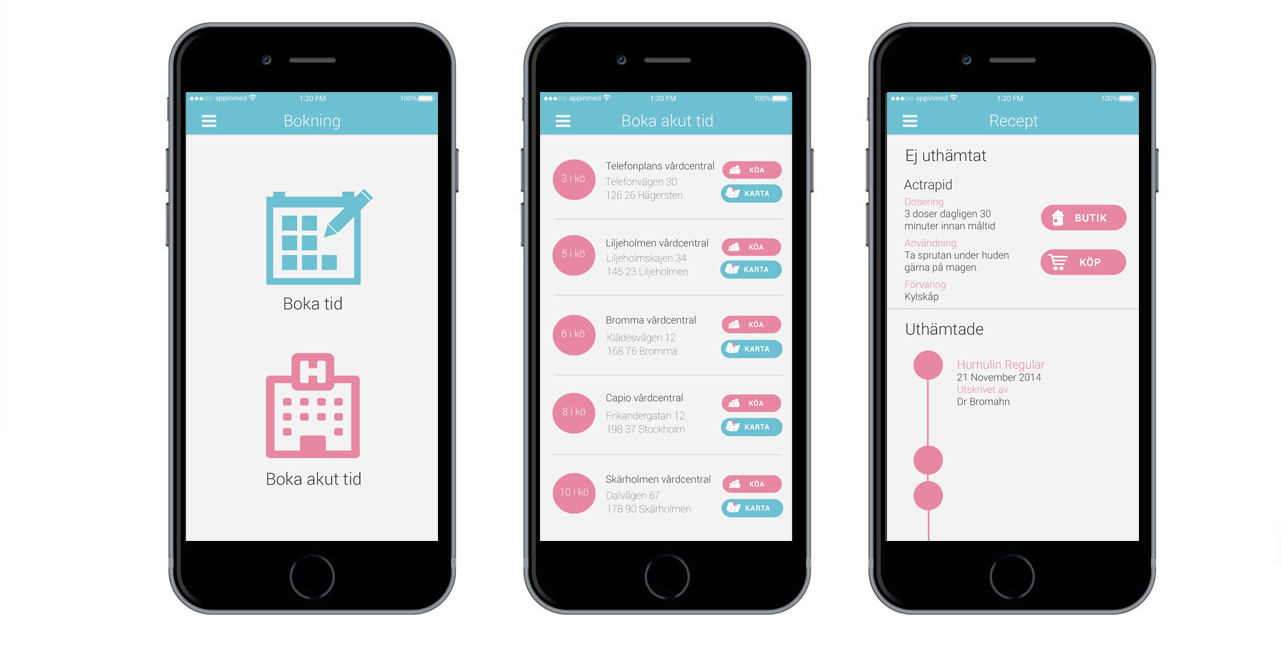 appinmed 1:20 PM 100%
Bokning
Boka tid
H
Boka akut tid
appinmed 1:20 PM 100%
Boka akut tid
3 i kö
Telefonplans vårdcentral
Telefonvägen 30
126 26 Hägersten
KÖA
KARTA
5 i kö
Liljeholmen vårdcentral
Liljeholmskajen 34
145 23 Liljeholmen
KÖA
KARTA
6 i kö
Bromma vårdcentral
Klädesvägen 12
168 76 Bromma
KÖA
KARTA
8 i kö
Capio vårdcentral
Frikandergatan 12
198 37 Stockholm
KÖA
KARTA
10 i kö
Skärholmen vårdcentral
Dalvägen 67
178 90 Skärholmen
KÖA
KARTA
appinmed 1:20 PM 100%
Recept
Ej uthämtat
Actrapid
Dosering
3 doser dagligen 30
minuter innan måltid
Användning
Ta sprutan under huden
gärna på magen.
Förvaring
Kylskåp
BUTIK
KÖP
Uthämtade
Humulin Regular
21 November 2014
Utskrivet av
Dr Bromahn